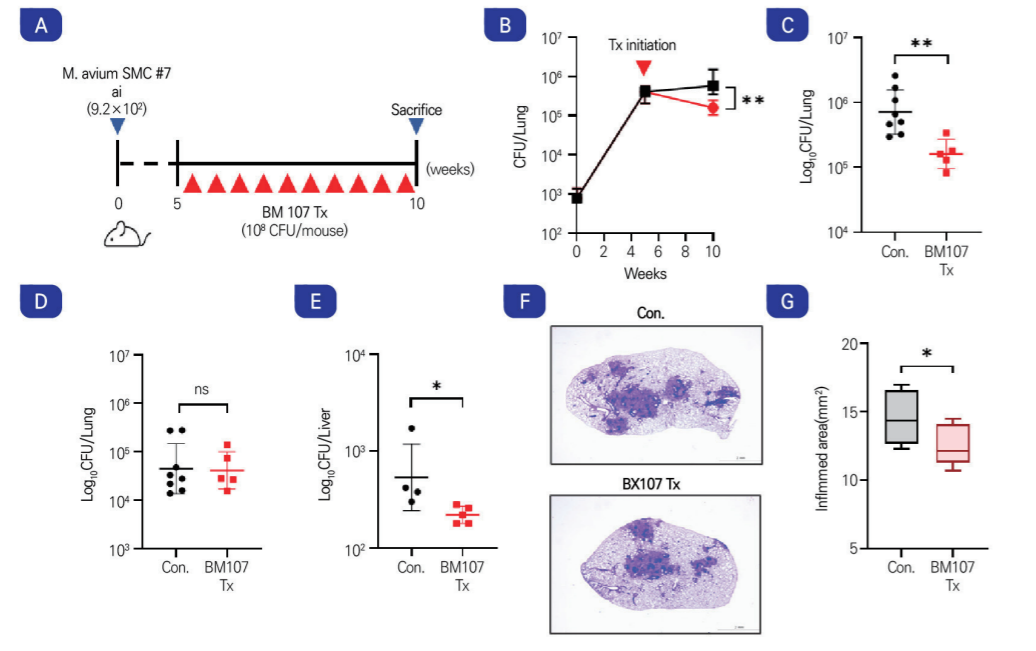 A
M. avium SMC #7
ai
(9.2×10²)
Sacrifice
(weeks)
0
5
10
BM 107 Tx
(10⁸ CFU/mouse)
B
Tx initiation
CFU/Lung
10⁷
10⁶
10⁵
10⁴
10³
10²
**
0 2 4 6 8 10
Weeks
C
Log₁₀CFU/Lung
10⁷
10⁶
10⁵
10⁴
**
Con. BM107
Tx
D
Log₁₀CFU/Lung
10⁷
10⁶
10⁵
10⁴
10³
ns
Con. BM107
Tx
E
Log₁₀CFU/Liver
10⁴
10³
10²
*
Con. BM107
Tx
F
Con.
BX107 Tx
G
Inflmmed area(mm²)
20
15
10
5
*
Con. BM107
Tx